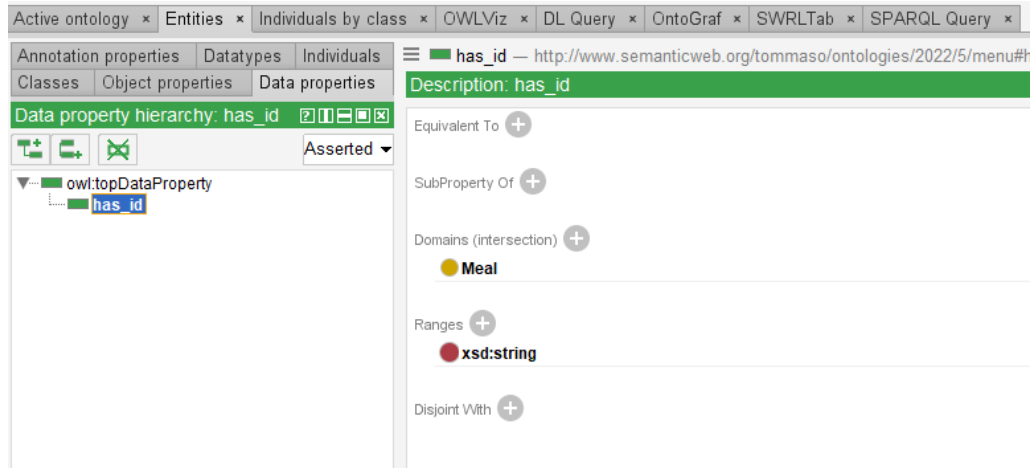 Active ontology × Entities × Individuals by class × OWLViz × DL Query × OntoGraf × SWRLTab × SPARQL Query ×
Annotation properties Datatypes Individuals
Classes Object properties Data properties
Data property hierarchy: has_id
Asserted
owl:topDataProperty
has_id
has_id — http://www.semanticweb.org/tommaso/ontologies/2022/5/menu#h
Description: has_id
Equivalent To
SubProperty Of
Domains (intersection)
Meal
Ranges
xsd:string
Disjoint With